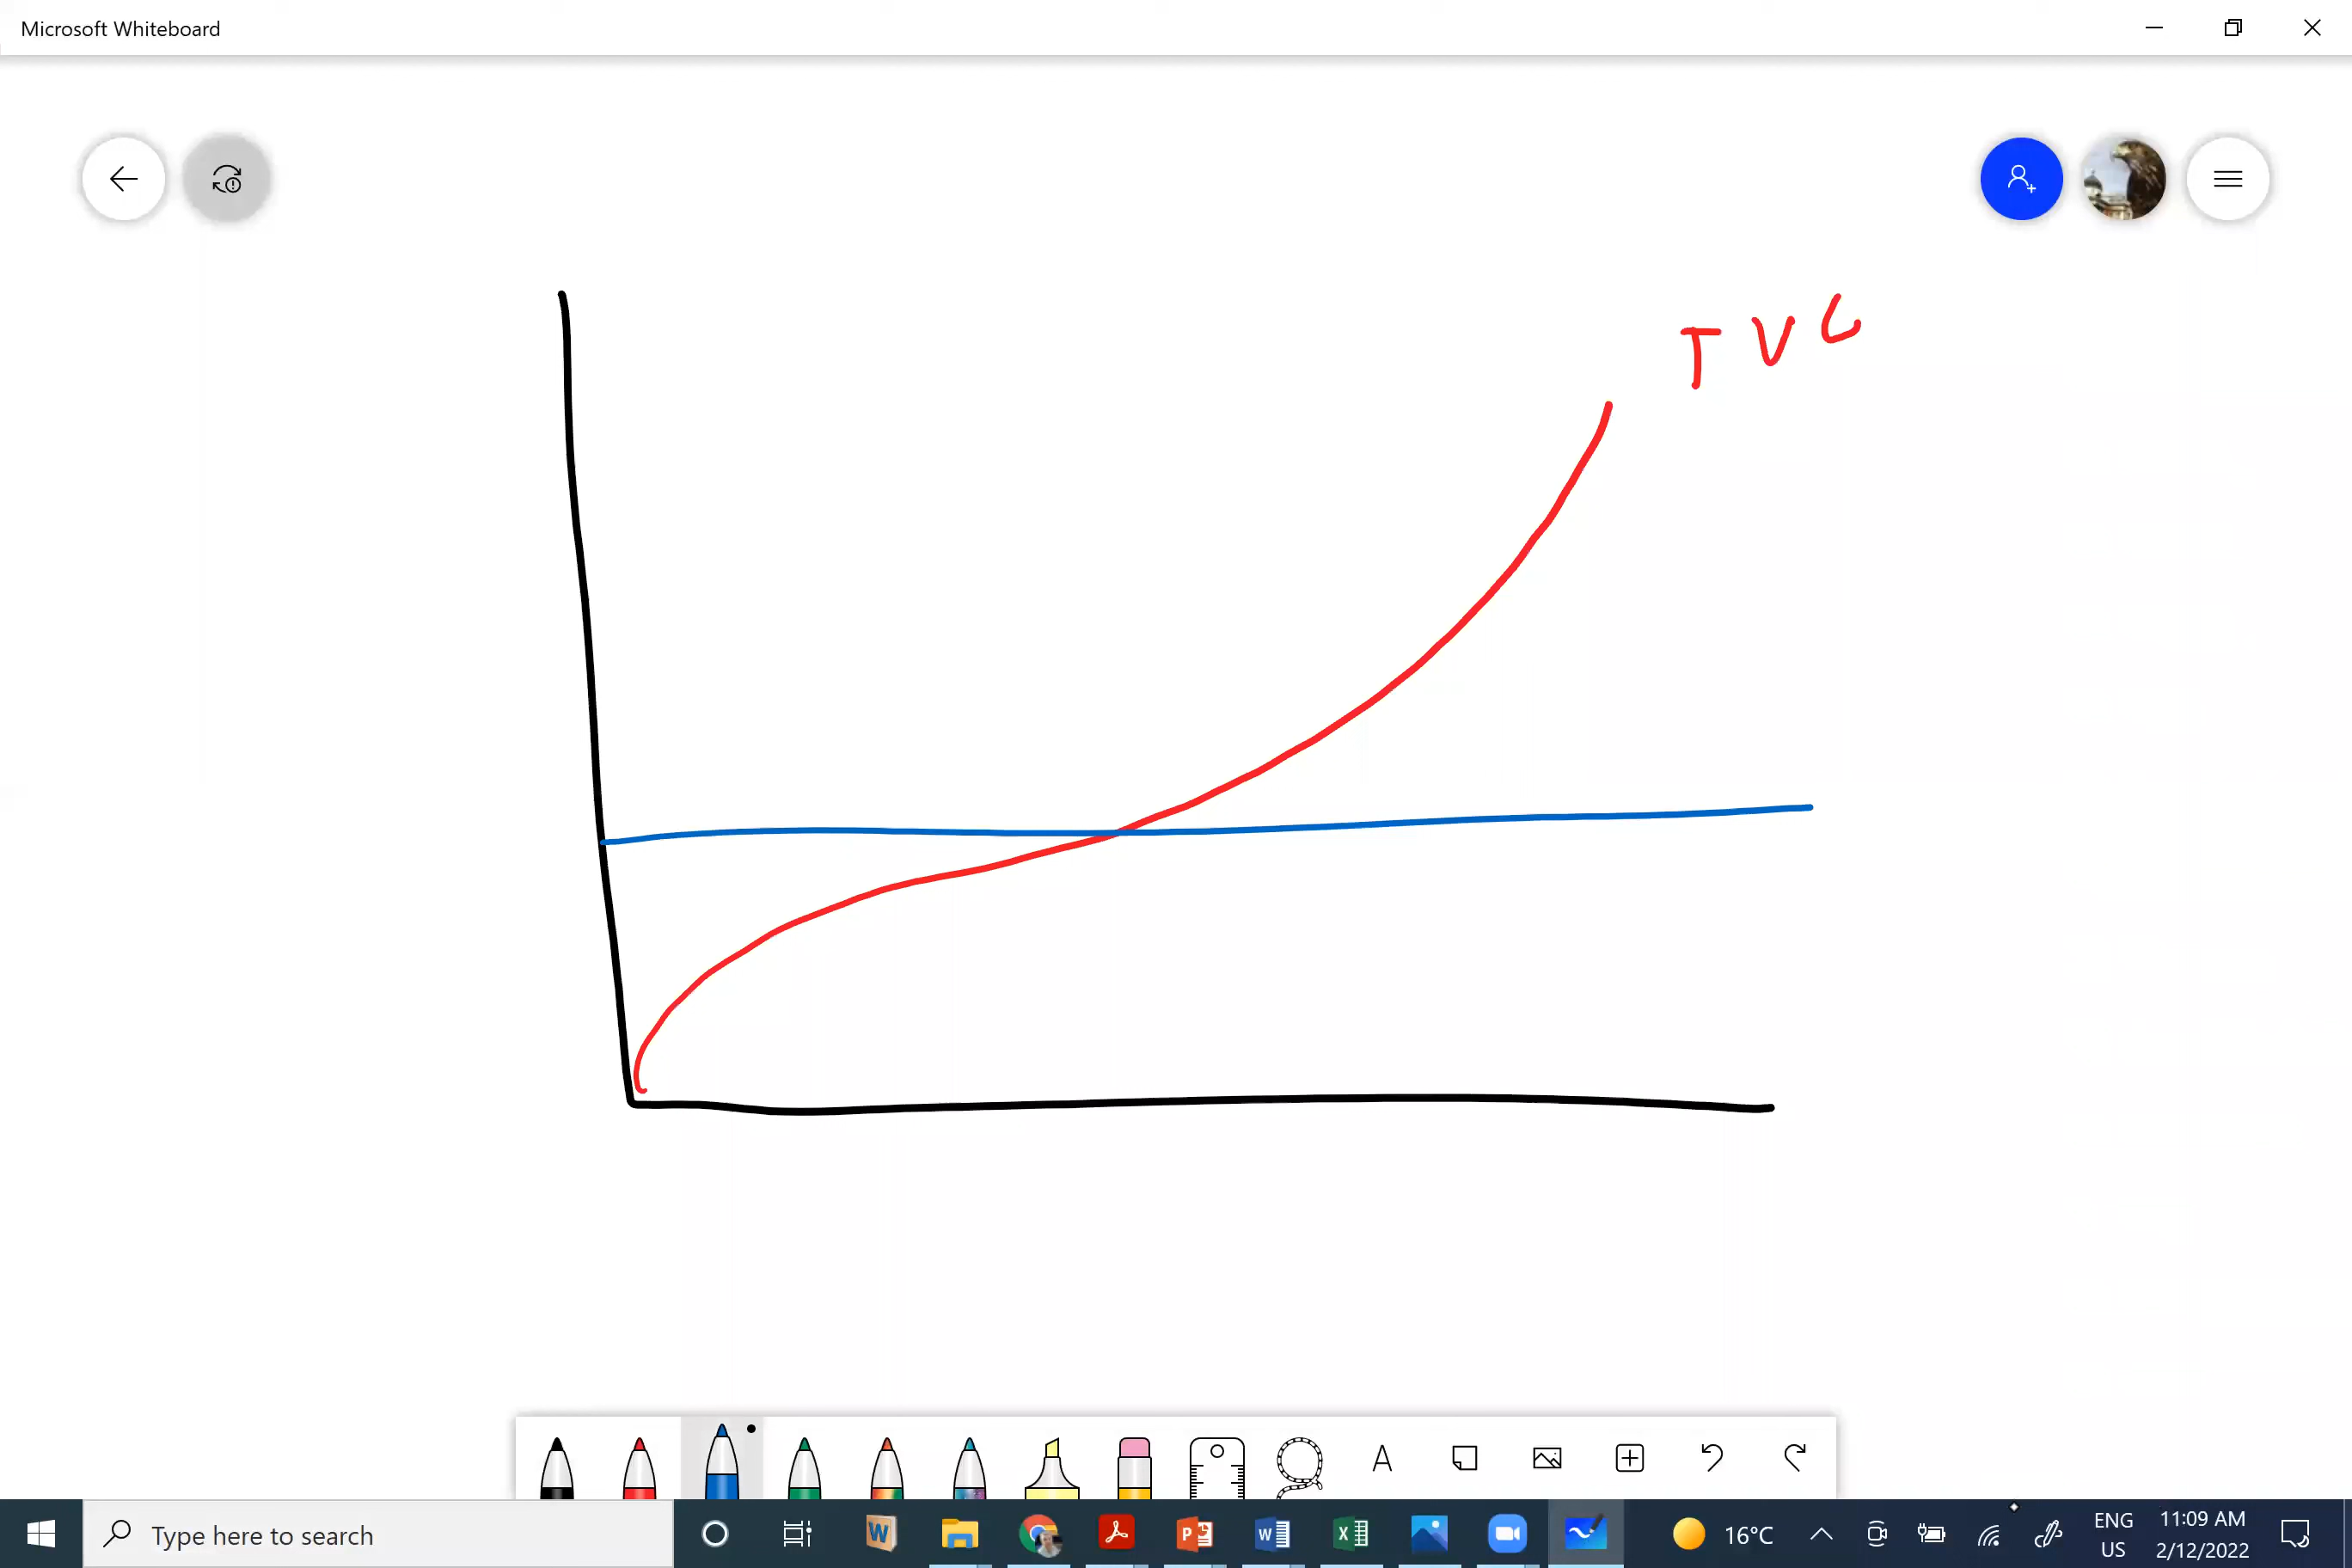 Microsoft Whiteboard
TVC
Type here to search
16°C
ENG
US
11:09 AM
2/12/2022